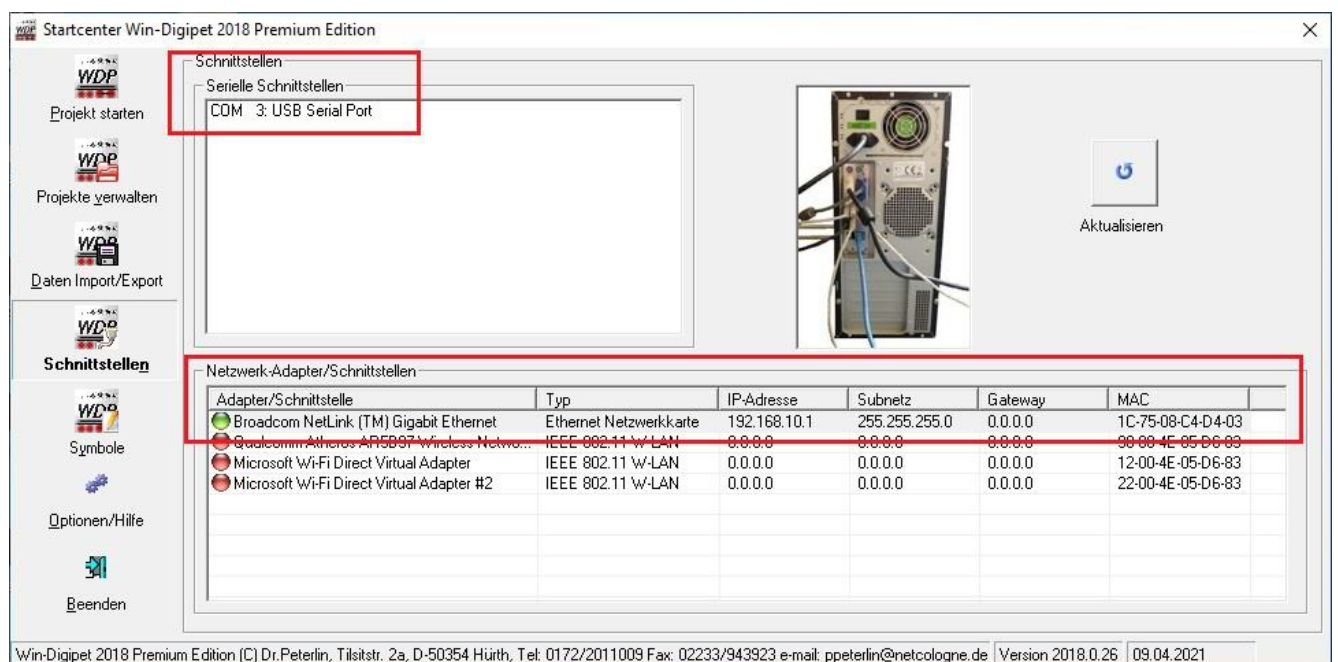 Startcenter Win-Digipet 2018 Premium Edition
WDP
Projekt starten
WDP
Projekte verwalten
WDP
Daten Import/Export
WDP
Schnittstellen
WDP
Symbole
Optionen/Hilfe
Beenden
Schnittstellen
Serielle Schnittstellen
COM 3: USB Serial Port
Aktualisieren
Netzwerk-Adapter/Schnittstellen
Adapter/Schnittstelle Typ IP-Adresse Subnetz Gateway MAC
Broadcom NetLink (TM) Gigabit Ethernet Ethernet Netzwerkkarte 192.168.10.1 255.255.255.0 0.0.0.0 1C-75-08-C4-D4-03
Qualcomm Atheros AR5B97 Wireless Netwo... IEEE 802.11 W-LAN 0.0.0.0 0.0.0.0 0.0.0.0
Microsoft Wi-Fi Direct Virtual Adapter IEEE 802.11 W-LAN 0.0.0.0 0.0.0.0 0.0.0.0 12-00-4E-05-D6-83
Microsoft Wi-Fi Direct Virtual Adapter #2 IEEE 802.11 W-LAN 0.0.0.0 0.0.0.0 0.0.0.0 22-00-4E-05-D6-83
Win-Digipet 2018 Premium Edition (C) Dr.Peterlin, Tilsitstr. 2a, D-50354 Hürth, Tel: 0172/2011009 Fax: 02233/943923 e-mail: ppeterlin@netcologne.de Version 2018.0.26 09.04.2021